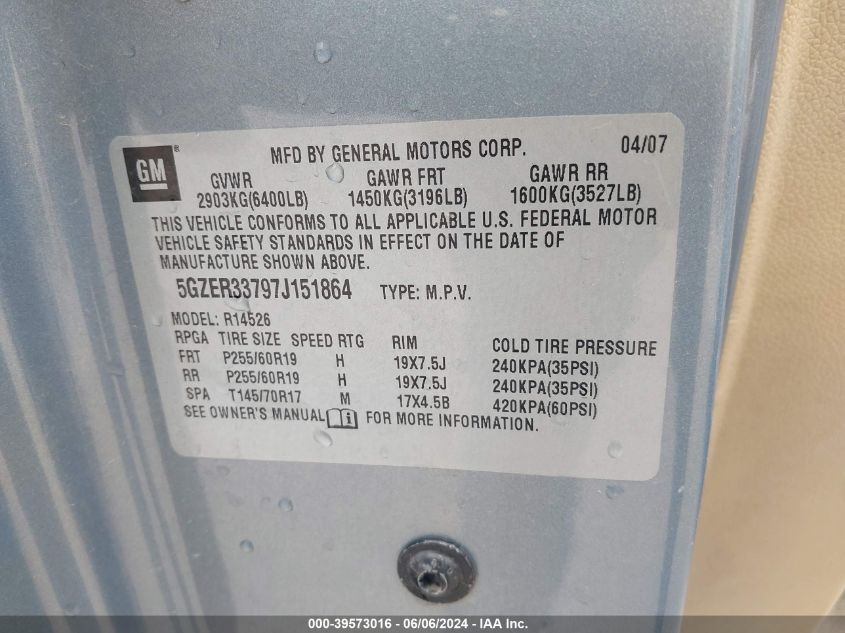 GM ®
MFD BY GENERAL MOTORS CORP. 04/07
GVWR GAWR FRT GAWR RR
2903KG(6400LB) 1450KG(3196LB) 1600KG(3527LB)
THIS VEHICLE CONFORMS TO ALL APPLICABLE U.S. FEDERAL MOTOR
VEHICLE SAFETY STANDARDS IN EFFECT ON THE DATE OF
MANUFACTURE SHOWN ABOVE.
5GZER33797J151864 TYPE: M.P.V.
MODEL: R14526
RPGA TIRE SIZE SPEED RTG RIM COLD TIRE PRESSURE
FRT P255/60R19 H 19X7.5J 240KPA(35PSI)
RR P255/60R19 H 19X7.5J 240KPA(35PSI)
SPA T145/70R17 M 17X4.5B 420KPA(60PSI)
SEE OWNER'S MANUAL FOR MORE INFORMATION.
000-39573016 - 06/06/2024 - IAA Inc.